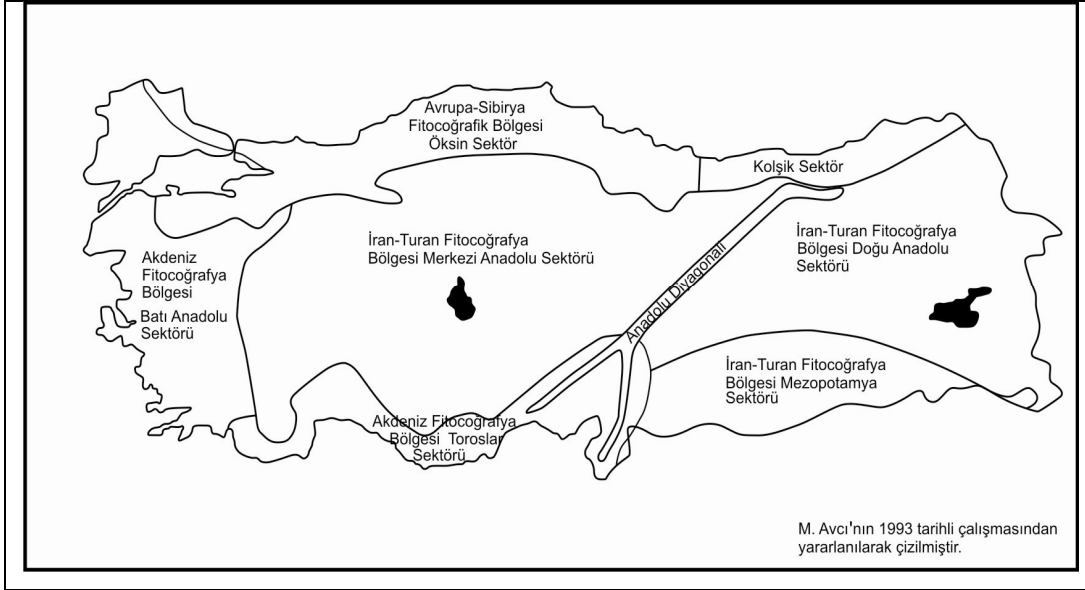 Avrupa-Sibirya
Fitocoğrafik Bölgesi
Öksin Sektör
Kolşik Sektör
İran-Turan Fitocoğrafya
Bölgesi Merkezi Anadolu Sektörü
İran-Turan Fitocoğrafya
Bölgesi Doğu Anadolu
Sektörü
Akdeniz
Fitocoğrafya
Bölgesi
Batı Anadolu
Sektörü
Anadolu Diyagonali
İran-Turan Fitocoğrafya
Bölgesi Mezopotamya
Sektörü
Akdeniz Fitocoğrafya
Bölgesi Toroslar
Sektörü
M. Avcı'nın 1993 tarihli çalışmasından
yararlanılarak çizilmiştir.